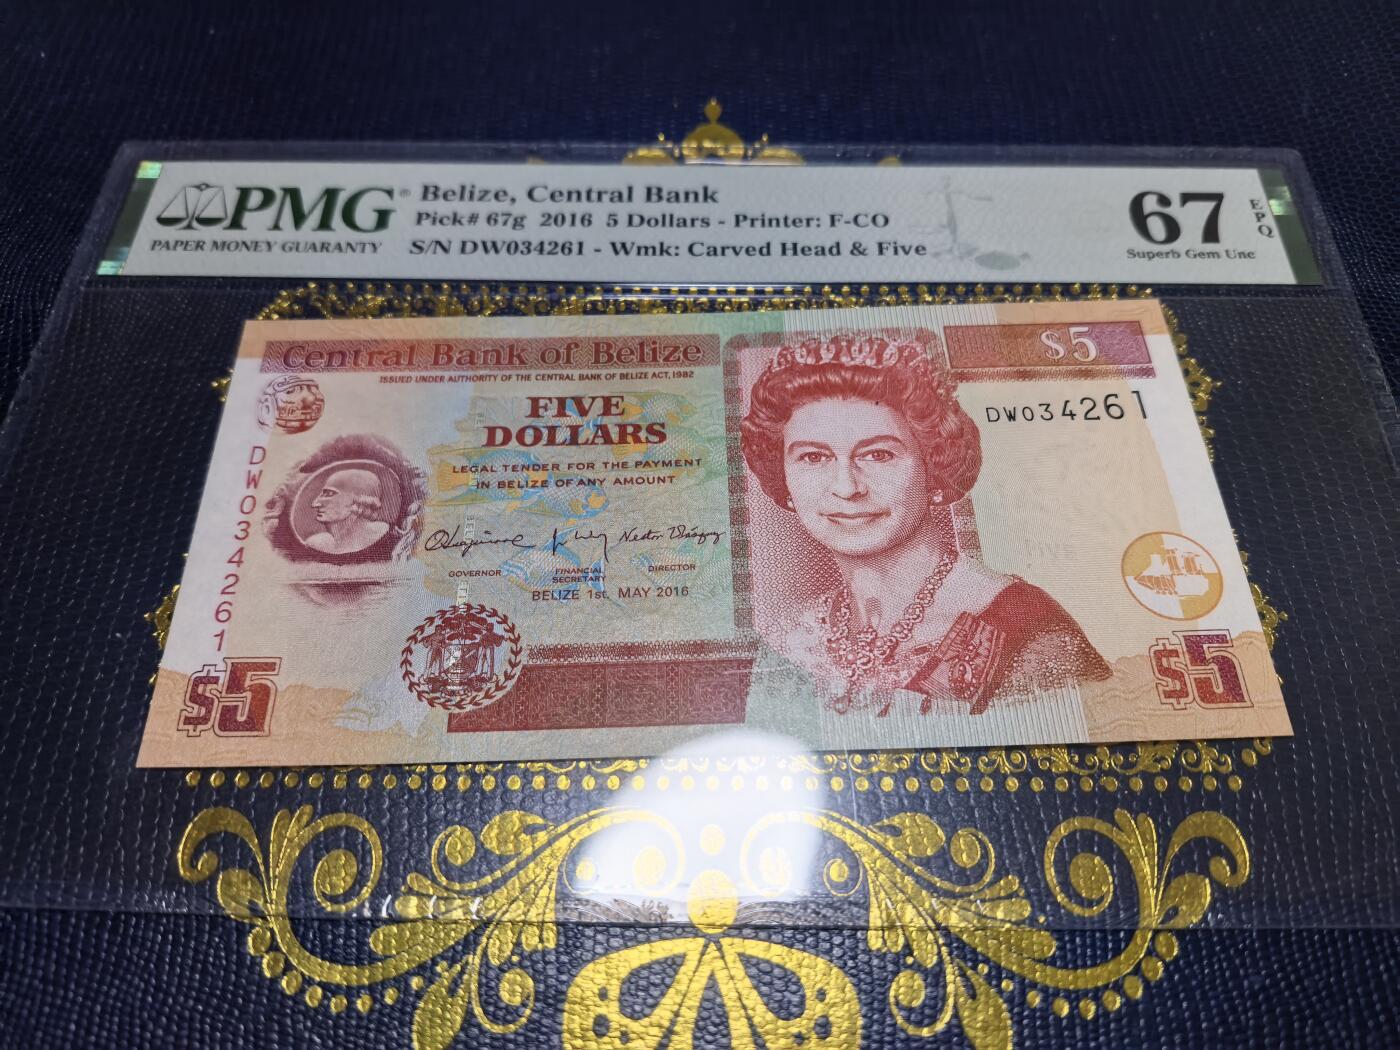 PMG®
PAPER MONEY GUARANTY
Belize, Central Bank
Pick# 67g 2016 5 Dollars - Printer: F-CO
S/N DW034261 - Wmk: Carved Head & Five
67
EPQ
Superb Gem Unc
Central Bank of Belize
ISSUED UNDER AUTHORITY OF THE CENTRAL BANK OF BELIZE ACT, 1982
FIVE
DOLLARS
LEGAL TENDER FOR THE PAYMENT
IN BELIZE OF ANY AMOUNT
GOVERNOR
FINANCIAL
SECRETARY
DIRECTOR
BELIZE 1st. MAY 2016
DW034261
$5
$5
DW034261
FIVE
$5